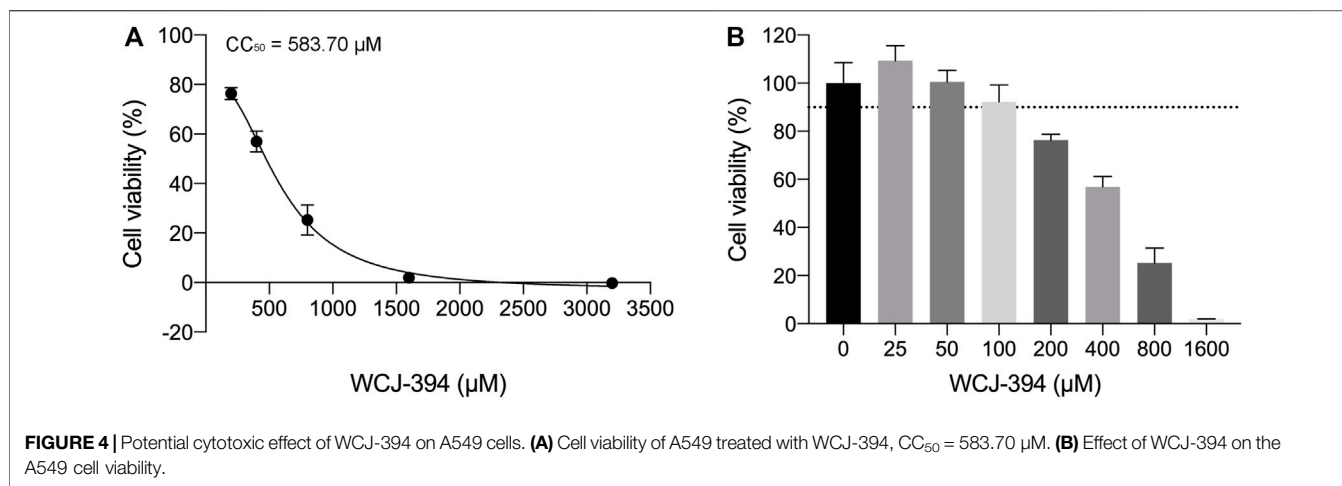 A
CC50 = 583.70 µM
100
80
60
40
20
0
-20
Cell viability (%)
500 1000 1500 2000 2500 3000 3500
WCJ-394 (µM)
B
120
100
80
60
40
20
0
Cell viability (%)
0 25 50 100 200 400 800 1600
WCJ-394 (µM)
FIGURE 4 | Potential cytotoxic effect of WCJ-394 on A549 cells. (A) Cell viability of A549 treated with WCJ-394, CC50 = 583.70 µM. (B) Effect of WCJ-394 on the
A549 cell viability.